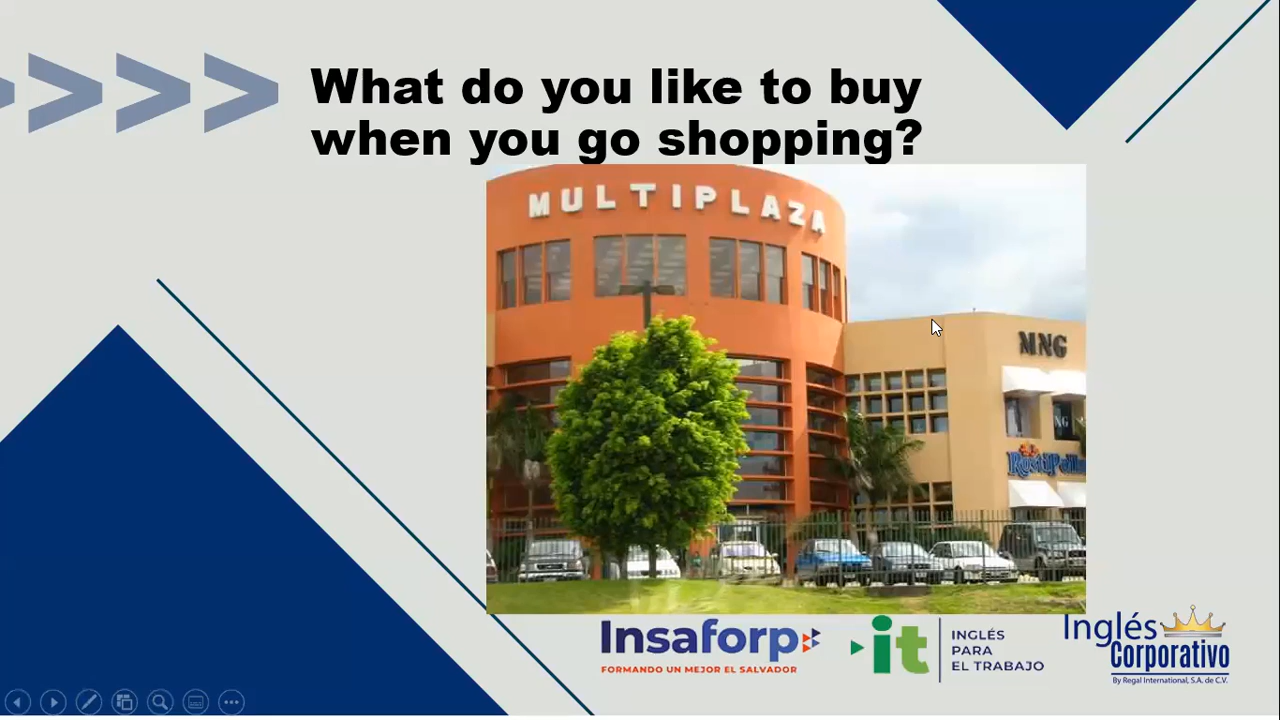 What do you like to buy
when you go shopping?
MULTIPLAZA
MNG
NG
Insaforp
FORMANDO UN MEJOR EL SALVADOR
it
INGLÉS
PARA
EL TRABAJO
Inglés
Corporativo
By Regal International, S.A. de C.V.